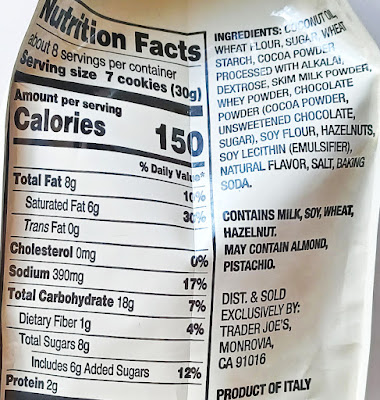 Nutrition Facts
about 8 servings per container
Serving size 7 cookies (30g)
Amount per serving
Calories 150
% Daily Value*
Total Fat 8g 10%
Saturated Fat 6g 30%
Trans Fat 0g
Cholesterol 0mg 0%
Sodium 390mg 17%
Total Carbohydrate 18g 7%
Dietary Fiber 1g 4%
Total Sugars 8g
Includes 6g Added Sugars 12%
Protein 2g
INGREDIENTS: COCONUT OIL,
WHEAT FLOUR, SUGAR, WHEAT
STARCH, COCOA POWDER
PROCESSED WITH ALKALAI,
DEXTROSE, SKIM MILK POWDER,
WHEY POWDER, CHOCOLATE
POWDER (COCOA POWDER,
UNSWEETENED CHOCOLATE,
SUGAR), SOY FLOUR, HAZELNUTS,
SOY LECITHIN (EMULSIFIER),
NATURAL FLAVOR, SALT, BAKING
SODA.
CONTAINS MILK, SOY, WHEAT,
HAZELNUT.
MAY CONTAIN ALMOND,
PISTACHIO.
DIST. & SOLD
EXCLUSIVELY BY:
TRADER JOE'S,
MONROVIA,
CA 91016
PRODUCT OF ITALY